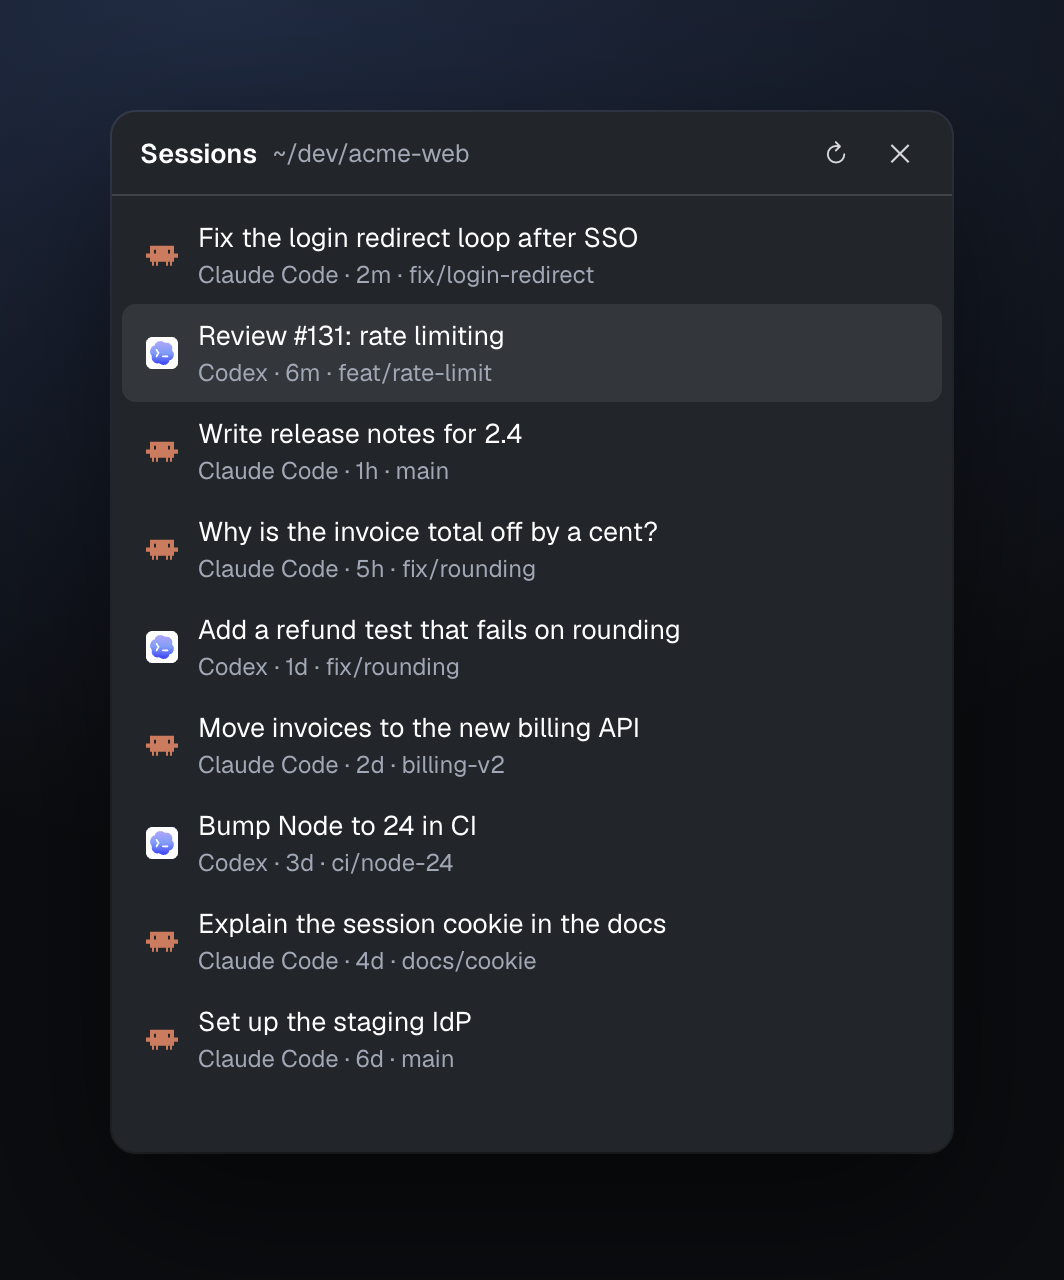 Sessions ~/dev/acme-web
Fix the login redirect loop after SSO
Claude Code · 2m · fix/login-redirect
Review #131: rate limiting
Codex · 6m · feat/rate-limit
Write release notes for 2.4
Claude Code · 1h · main
Why is the invoice total off by a cent?
Claude Code · 5h · fix/rounding
Add a refund test that fails on rounding
Codex · 1d · fix/rounding
Move invoices to the new billing API
Claude Code · 2d · billing-v2
Bump Node to 24 in CI
Codex · 3d · ci/node-24
Explain the session cookie in the docs
Claude Code · 4d · docs/cookie
Set up the staging IdP
Claude Code · 6d · main